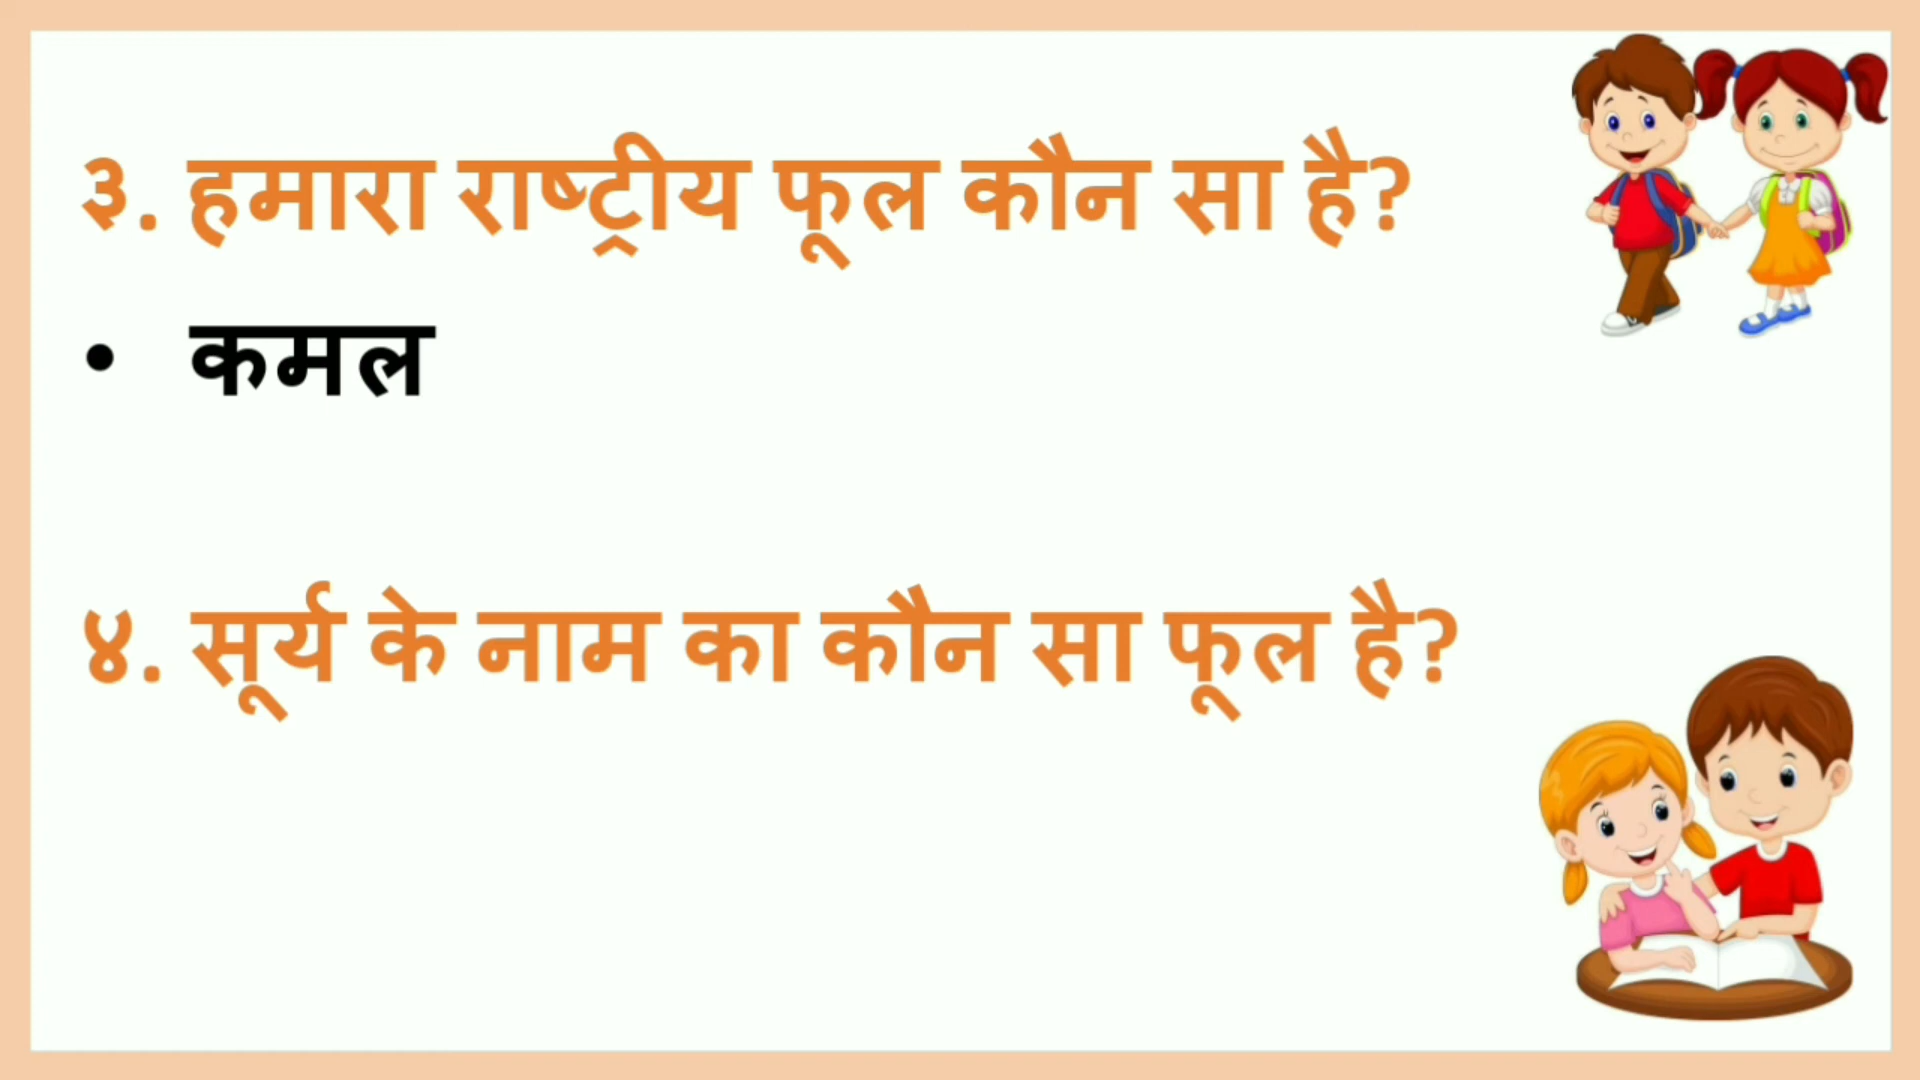 ३. हमारा राष्ट्रीय फूल कौन सा है?
• कमल
४. सूर्य के नाम का कौन सा फूल है?